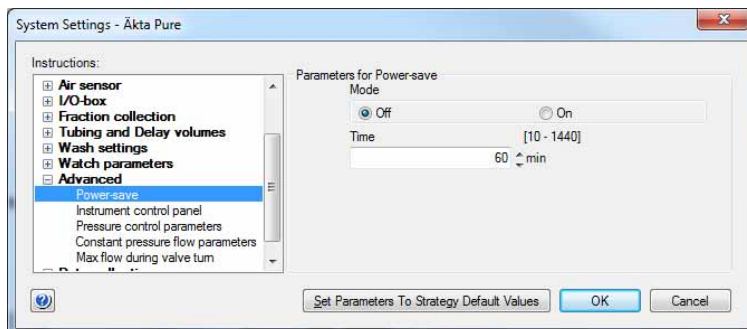 System Settings - Äkta Pure
Instructions:
Air sensor
I/O-box
Fraction collection
Tubing and Delay volumes
Wash settings
Watch parameters
Advanced
Power-save
Instrument control panel
Pressure control parameters
Constant pressure flow parameters
Max flow during valve turn
Parameters for Power-save
Mode
Off On
Time [10 - 1440]
60 min
Set Parameters To Strategy Default Values OK Cancel